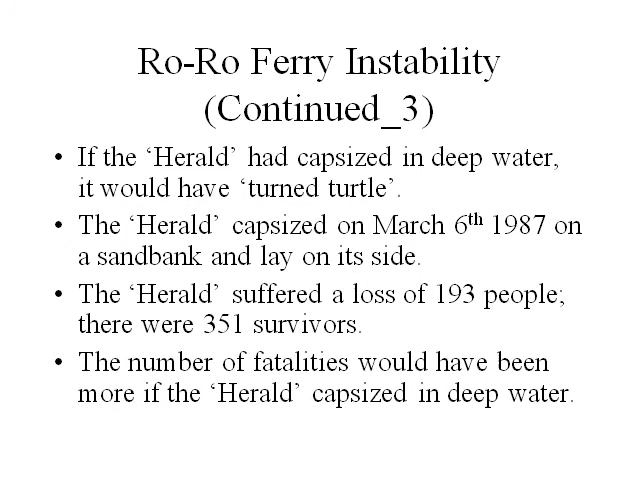 Ro-Ro Ferry Instability
(Continued_3)
• If the ‘Herald’ had capsized in deep water,
it would have ‘turned turtle’.
• The ‘Herald’ capsized on March 6th 1987 on
a sandbank and lay on its side.
• The ‘Herald’ suffered a loss of 193 people;
there were 351 survivors.
• The number of fatalities would have been
more if the ‘Herald’ capsized in deep water.